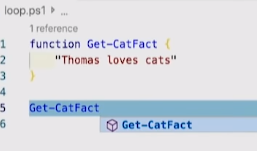 loop.ps1 > ...
1 reference
1 function Get-CatFact {
2 "Thomas loves cats"
3 }
5 Get-CatFact
6 Get-CatFact